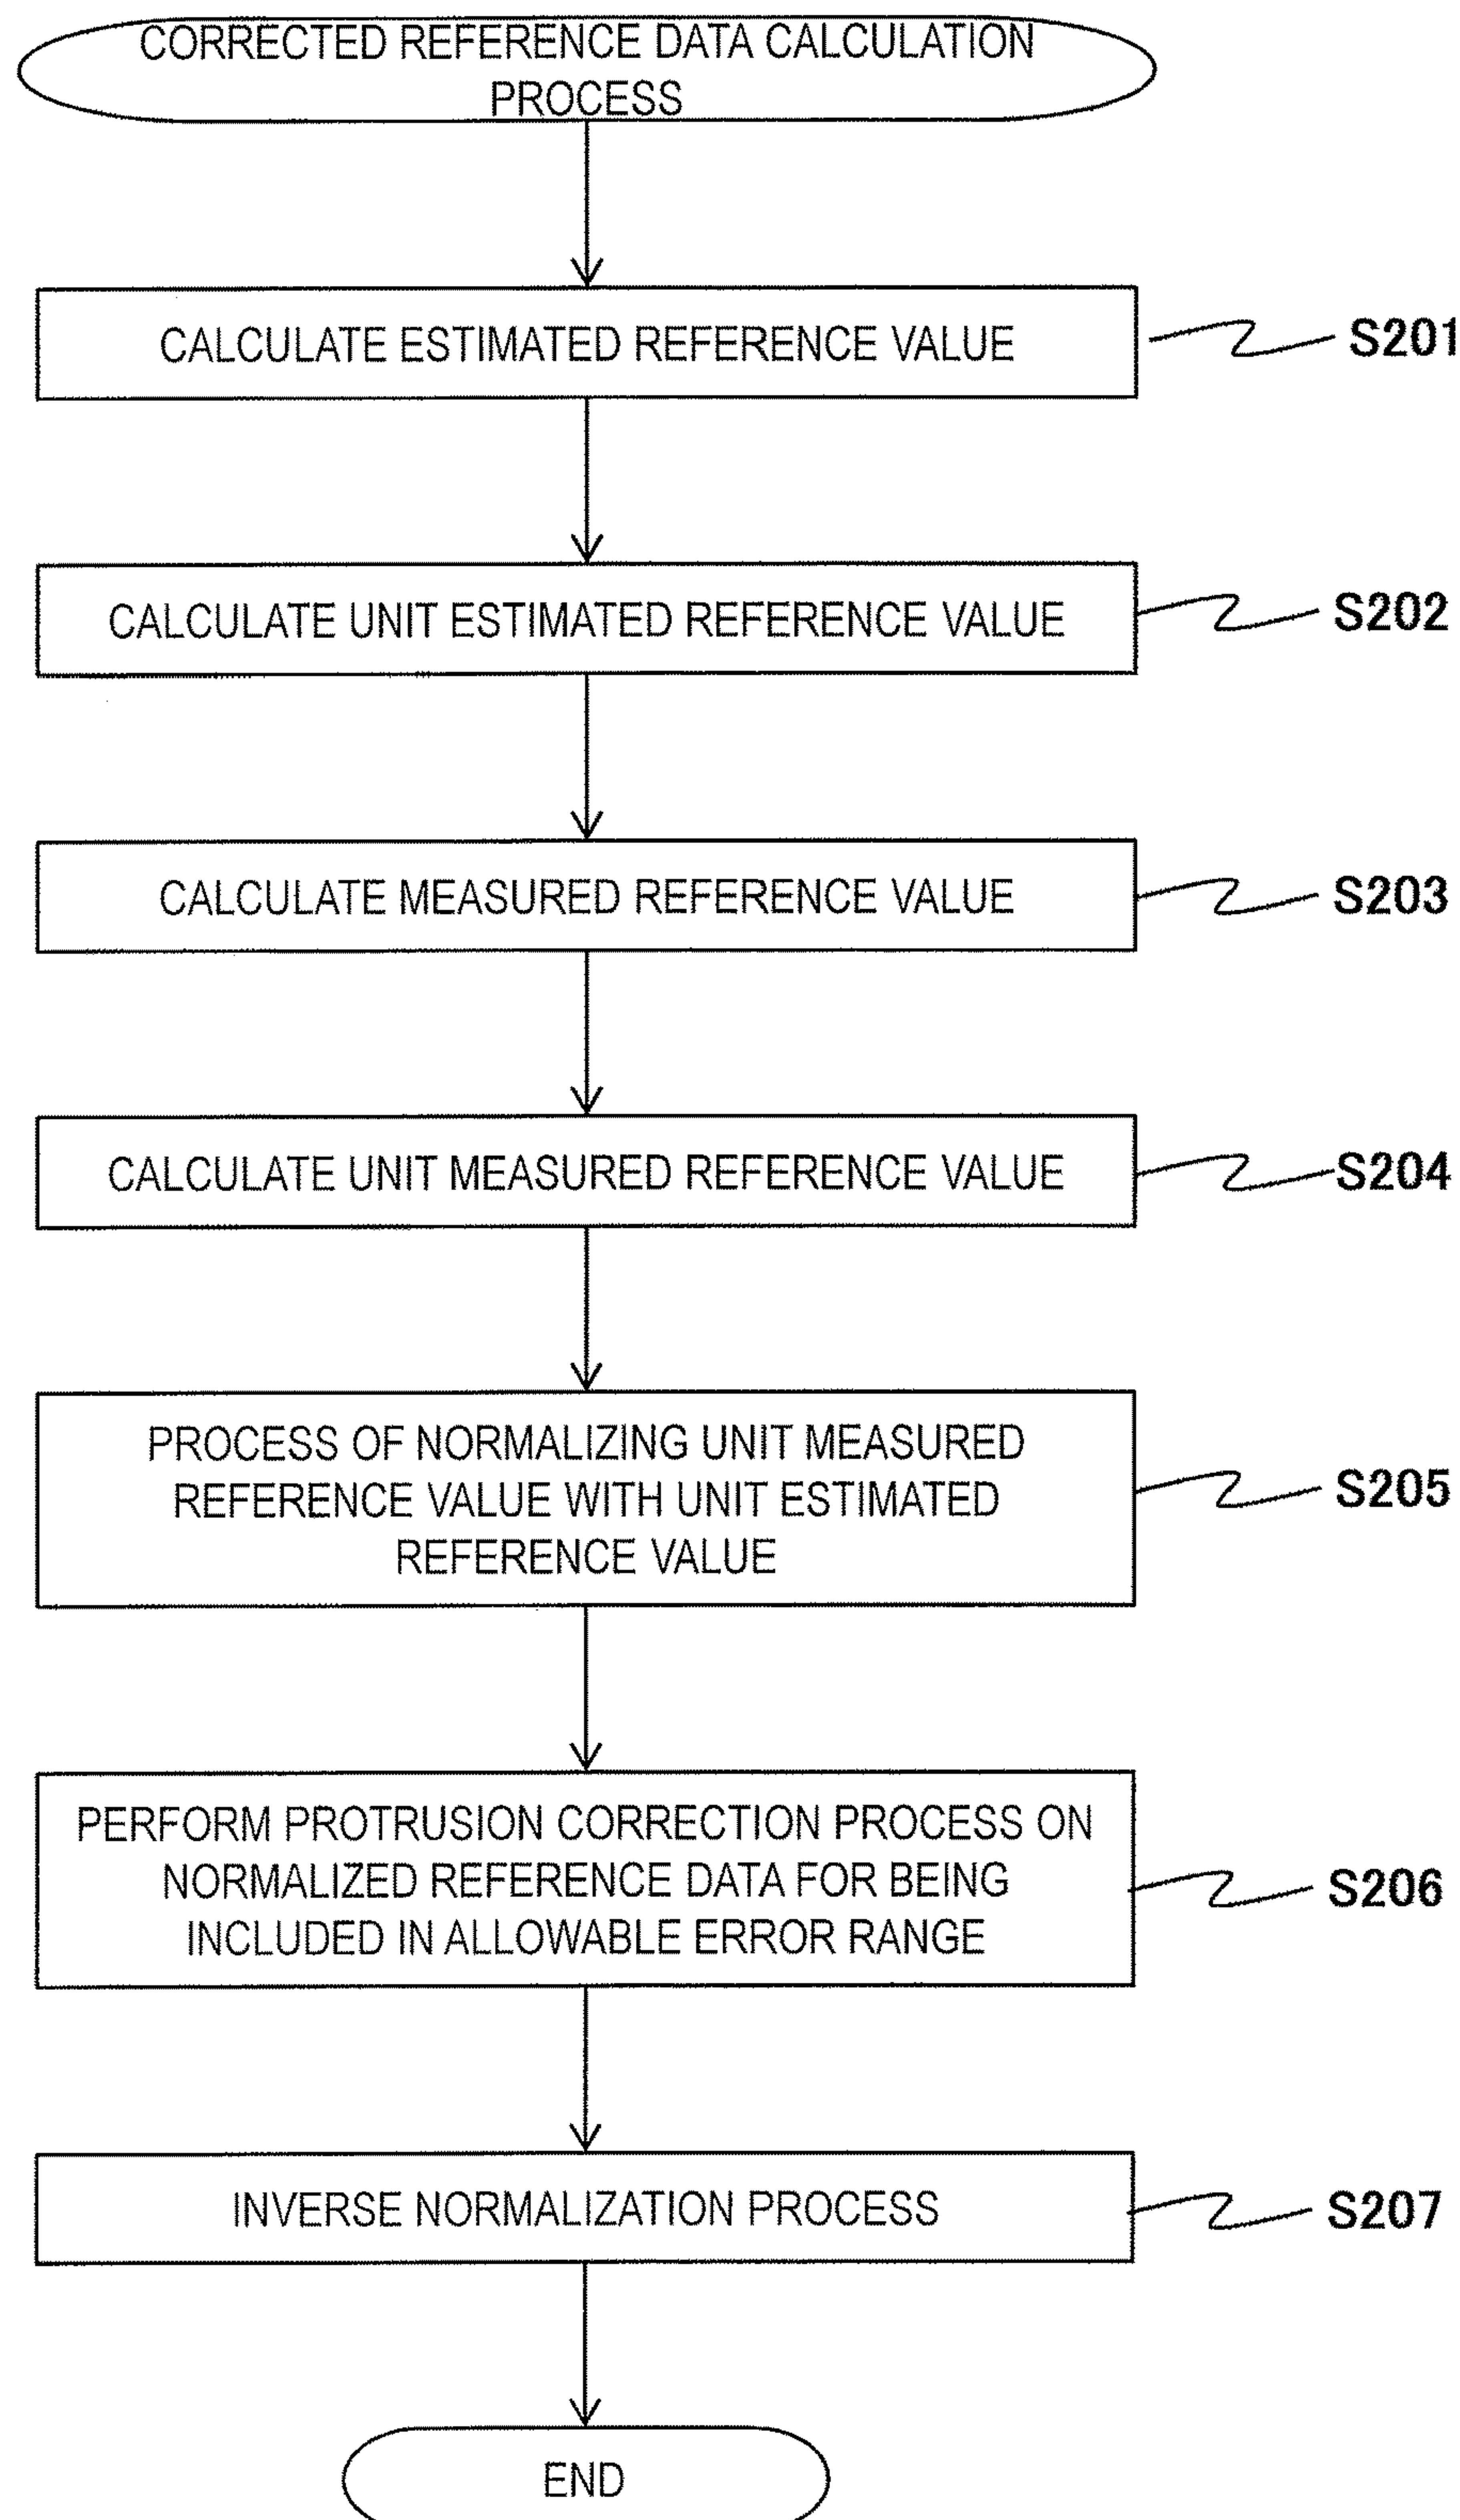 CORRECTED REFERENCE DATA CALCULATION
PROCESS
CALCULATE ESTIMATED REFERENCE VALUE
S201
CALCULATE UNIT ESTIMATED REFERENCE VALUE
S202
CALCULATE MEASURED REFERENCE VALUE
S203
CALCULATE UNIT MEASURED REFERENCE VALUE
S204
PROCESS OF NORMALIZING UNIT MEASURED
REFERENCE VALUE WITH UNIT ESTIMATED
REFERENCE VALUE
S205
PERFORM PROTRUSION CORRECTION PROCESS ON
NORMALIZED REFERENCE DATA FOR BEING
INCLUDED IN ALLOWABLE ERROR RANGE
S206
INVERSE NORMALIZATION PROCESS
S207
END